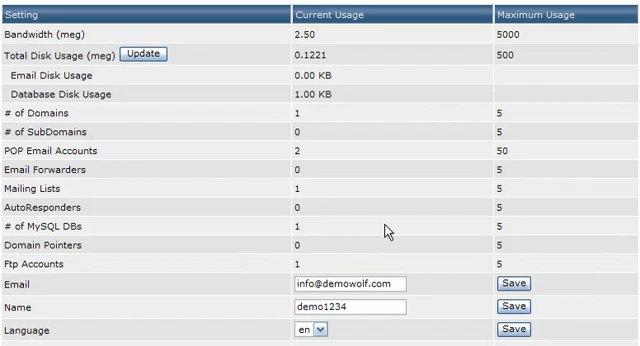 Setting Current Usage Maximum Usage
Bandwidth (meg) 2.50 5000
Total Disk Usage (meg) Update 0.1221 500
Email Disk Usage 0.00 KB
Database Disk Usage 1.00 KB
# of Domains 1 5
# of SubDomains 0 5
POP Email Accounts 2 50
Email Forwarders 0 5
Mailing Lists 1 5
AutoResponders 0 5
# of MySQL DBs 1 5
Domain Pointers 0 5
Ftp Accounts 1 5
Email info@demowolf.com Save
Name demo1234 Save
Language en Save